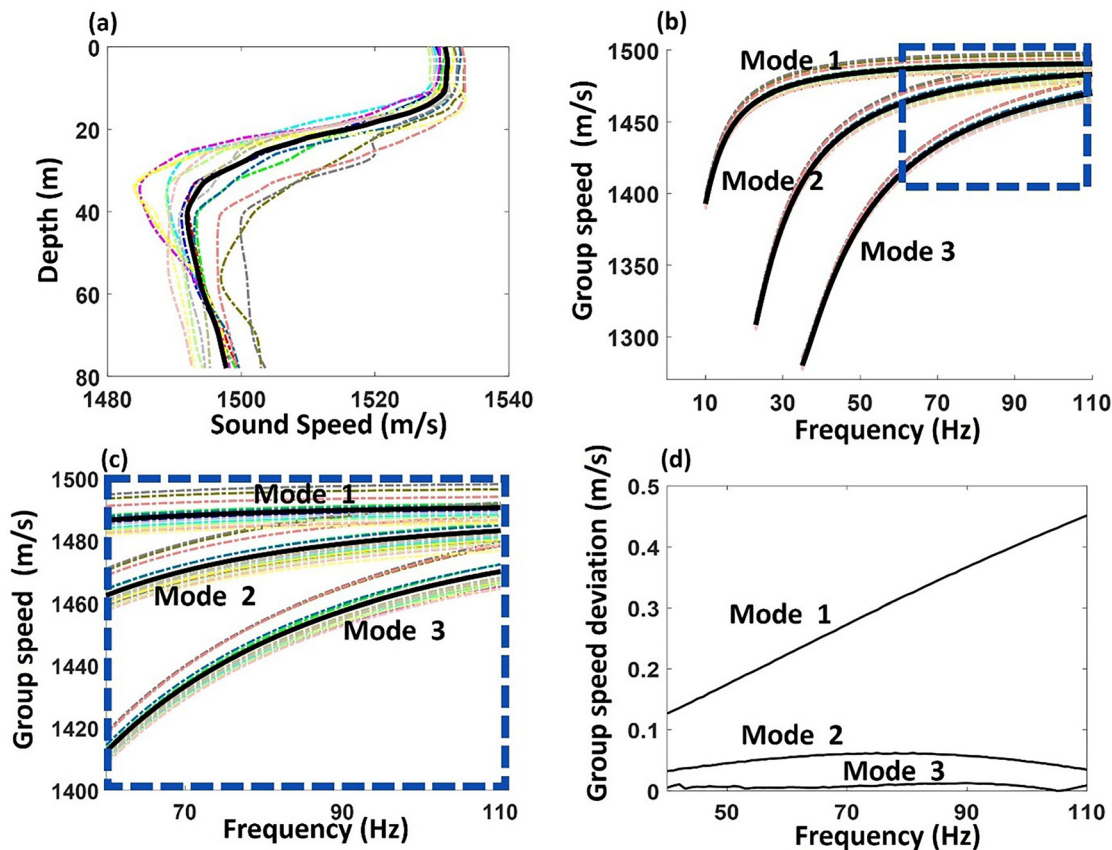 (a)
0
20
40
60
80
Depth (m)
1480
1500
1520
1540
Sound Speed (m/s)
(b)
1500
1450
1400
1350
1300
Group speed (m/s)
Mode 1
Mode 2
Mode 3
10
30
50
70
90
110
Frequency (Hz)
(c)
1500
1480
1460
1440
1420
1400
Group speed (m/s)
Mode 1
Mode 2
Mode 3
70
90
110
Frequency (Hz)
(d)
0.5
0.4
0.3
0.2
0.1
0
Group speed deviation (m/s)
Mode 1
Mode 2
Mode 3
50
70
90
110
Frequency (Hz)